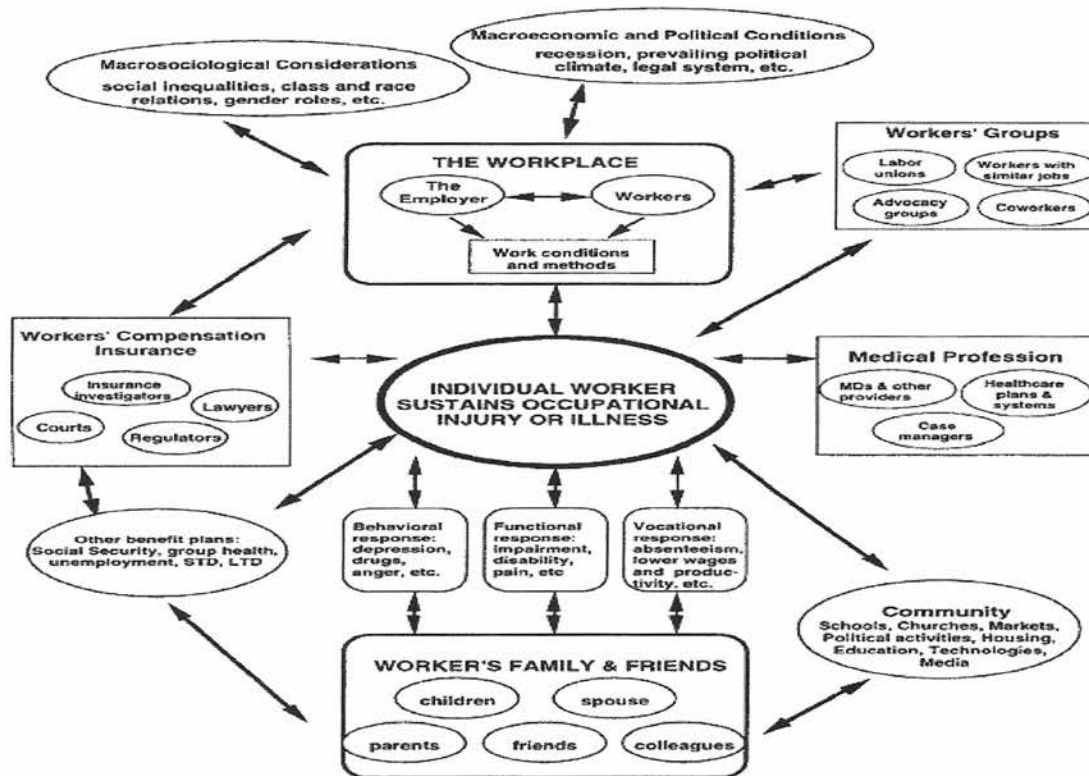 Macroeconomic and Political Conditions
recession, prevailing political
climate, legal system, etc.
Macrosociological Considerations
social inequalities, class and race
relations, gender roles, etc.
THE WORKPLACE
The
Employer
Workers
Work conditions
and methods
Workers' Groups
Labor
unions
Workers with
similar jobs
Advocacy
groups
Coworkers
Workers' Compensation
Insurance
Insurance
investigators
Lawyers
Courts
Regulators
INDIVIDUAL WORKER
SUSTAINS OCCUPATIONAL
INJURY OR ILLNESS
Medical Profession
MDs & other
providers
Healthcare
plans &
systems
Case
managers
Other benefit plans:
Social Security, group health,
unemployment, STD, LTD
Behavioral
response:
depression,
drugs,
anger, etc.
Functional
response:
impairment,
disability,
pain, etc
Vocational
response:
absenteeism,
lower wages
and produc-
tivity, etc.
Community
Schools, Churches, Markets,
Political activities, Housing,
Education, Technologies,
Media
WORKER'S FAMILY & FRIENDS
children
spouse
parents
friends
colleagues